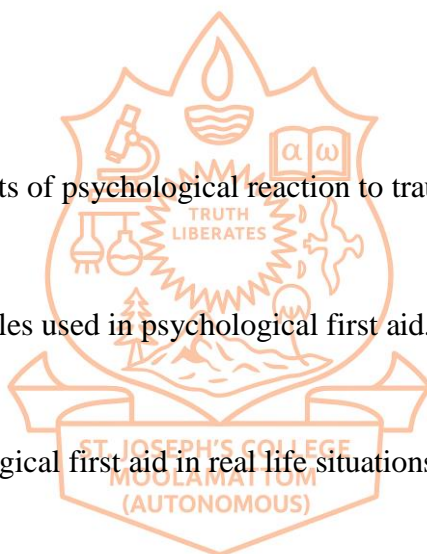 α ω
ts of psychological reaction to trau
TRUTH
LIBERATES
les used in psychological first aid.
gical first aid in real life situations
ST. JOSEPH'S COLLEGE
MOOLAMATTOM
(AUTONOMOUS)